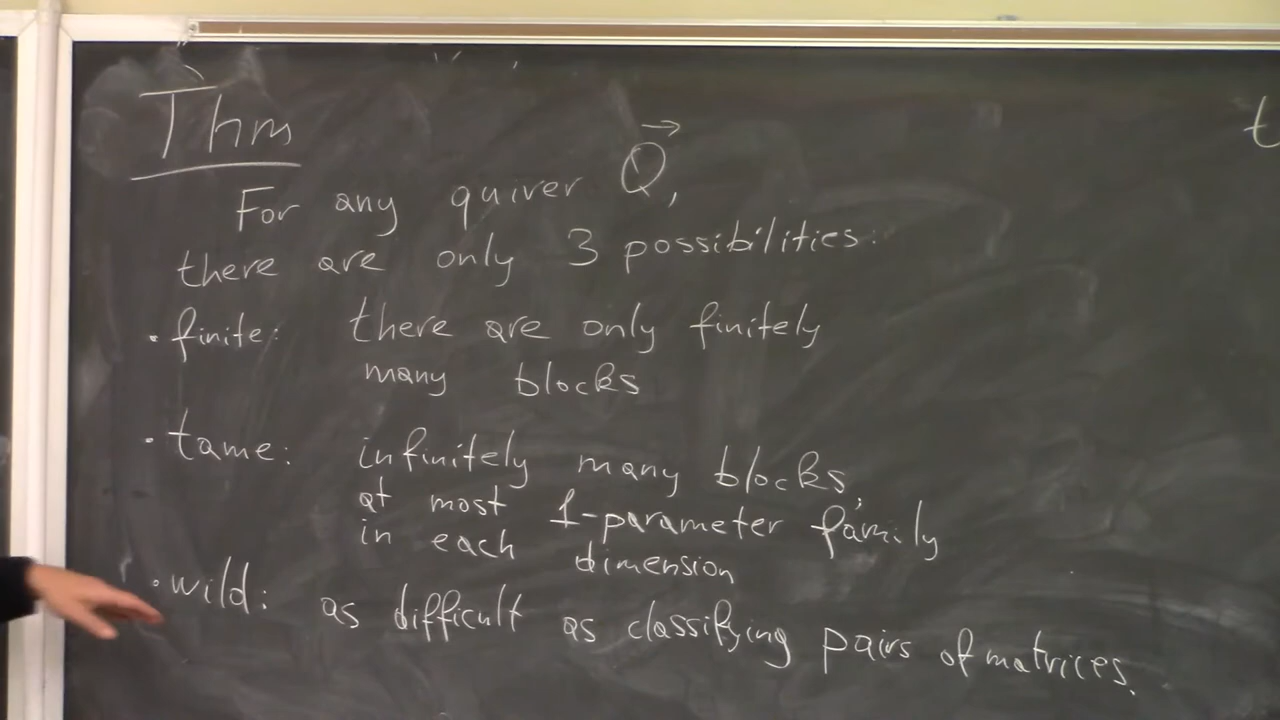 Thm
For any quiver Q⃗,
there are only 3 possibilities:
• finite: there are only finitely
many blocks
• tame: infinitely many blocks,
at most 1-parameter family
in each dimension
• wild: as difficult as classifying pairs of matrices.
t